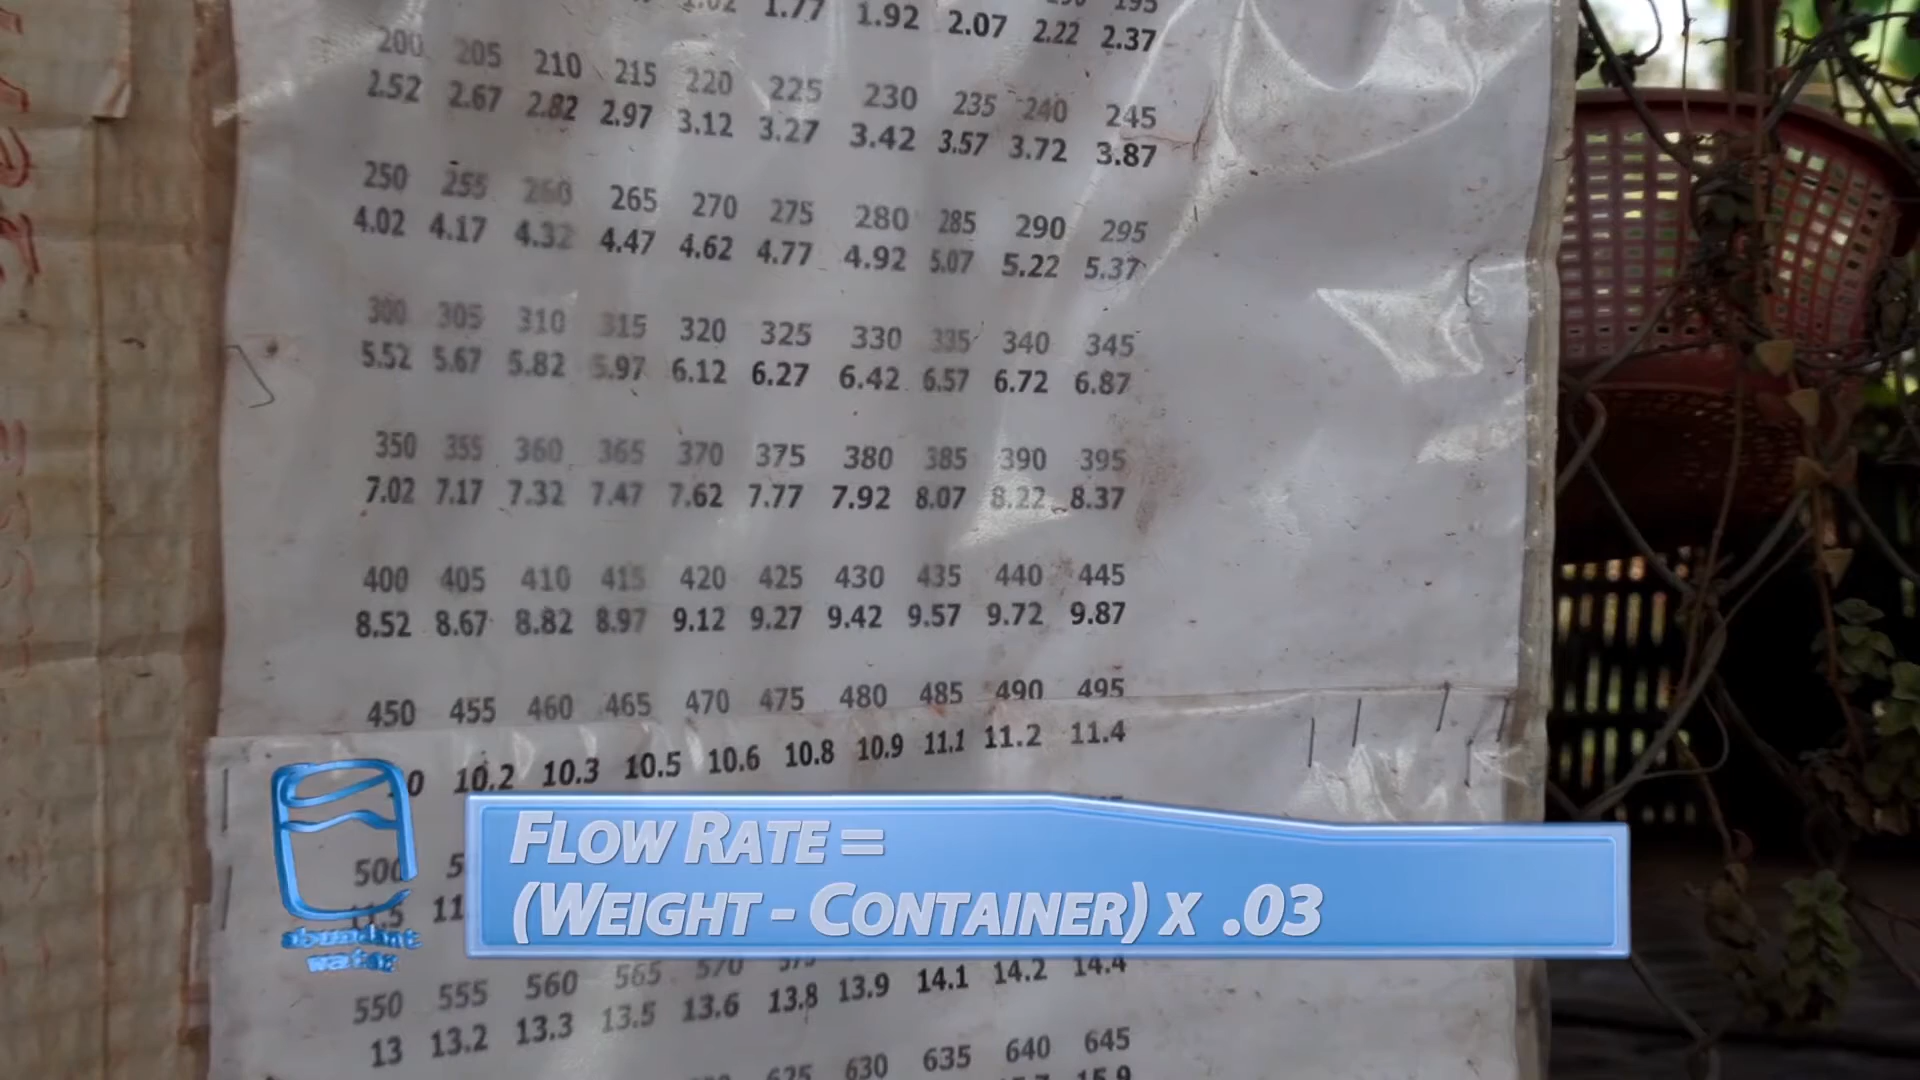 1.77 1.92 2.07 2.22 2.37
200 205 210 215 220 225 230 235 240 245
2.52 2.67 2.82 2.97 3.12 3.27 3.42 3.57 3.72 3.87
250 255 260 265 270 275 280 285 290 295
4.02 4.17 4.32 4.47 4.62 4.77 4.92 5.07 5.22 5.37
300 305 310 315 320 325 330 335 340 345
5.52 5.67 5.82 5.97 6.12 6.27 6.42 6.57 6.72 6.87
350 355 360 365 370 375 380 385 390 395
7.02 7.17 7.32 7.47 7.62 7.77 7.92 8.07 8.22 8.37
400 405 410 415 420 425 430 435 440 445
8.52 8.67 8.82 8.97 9.12 9.27 9.42 9.57 9.72 9.87
450 455 460 465 470 475 480 485 490 495
10.2 10.3 10.5 10.6 10.8 10.9 11.1 11.2 11.4
500
11.5
FLOW RATE =
(WEIGHT - CONTAINER) X .03
abundant
water
550 555 560 565 570
13 13.2 13.3 13.5 13.6 13.8 13.9 14.1 14.2 14.4
625 630 635 640 645
15.9